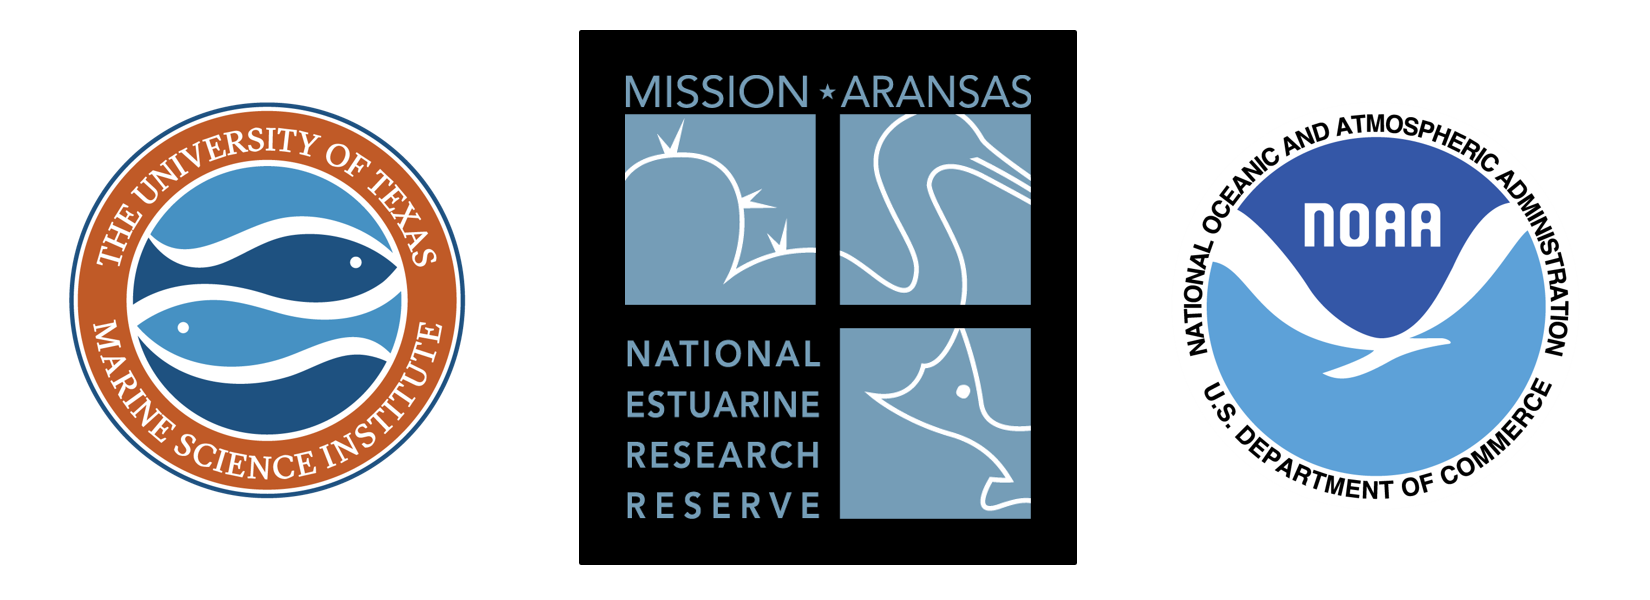 THE UNIVERSITY OF TEXAS
MARINE SCIENCE INSTITUTE
MISSION ★ ARANSAS
NATIONAL
ESTUARINE
RESEARCH
RESERVE
NATIONAL OCEANIC AND ATMOSPHERIC ADMINISTRATION
NOAA
U.S. DEPARTMENT OF COMMERCE